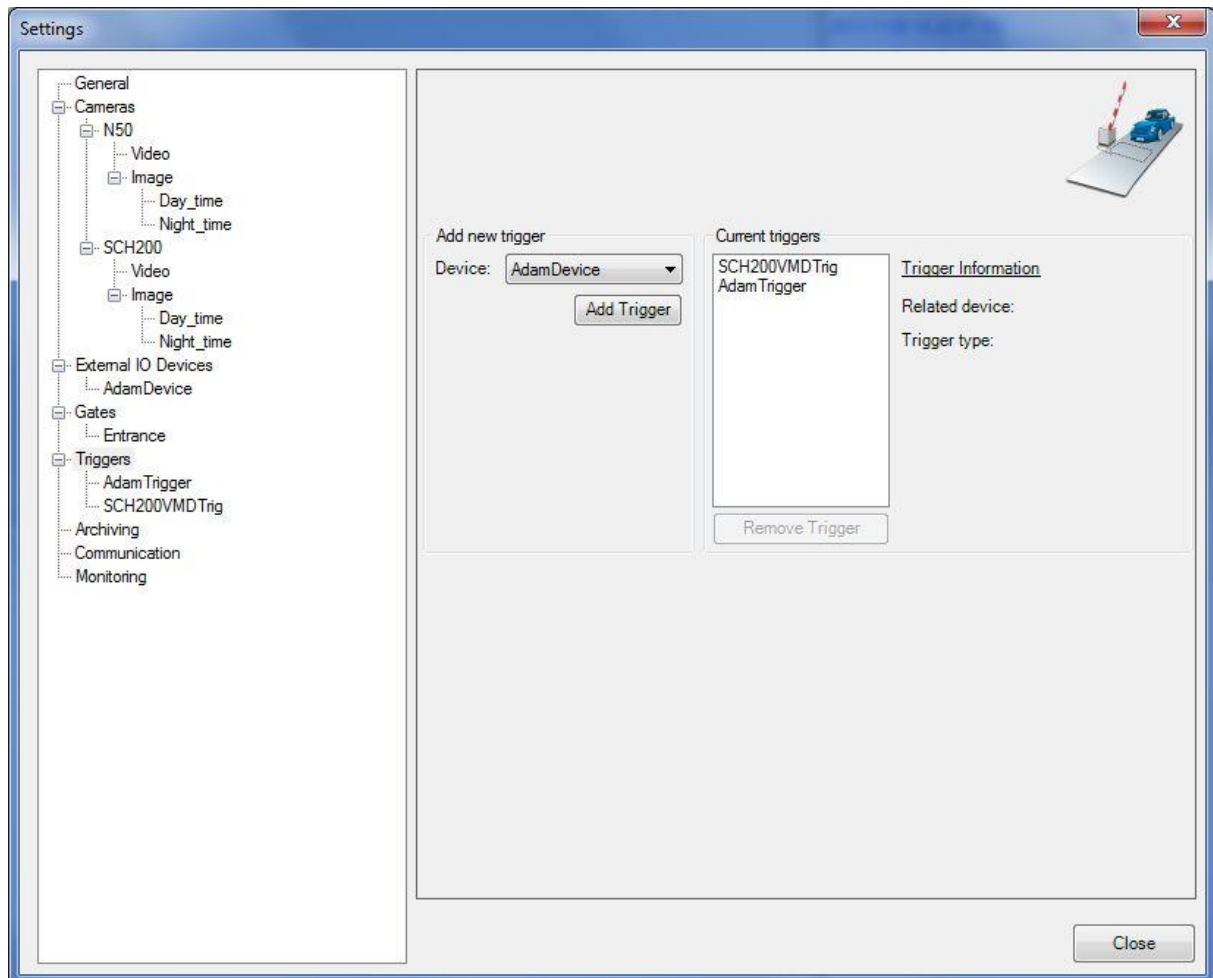 Settings
General
Cameras
N50
Video
Image
Day_time
Night_time
SCH200
Video
Image
Day_time
Night_time
External IO Devices
AdamDevice
Gates
Entrance
Triggers
AdamTrigger
SCH200VMDTrig
Archiving
Communication
Monitoring
Add new trigger
Device: AdamDevice
Add Trigger
Current triggers
SCH200VMDTrig
AdamTrigger
Remove Trigger
Trigger Information
Related device:
Trigger type:
Close